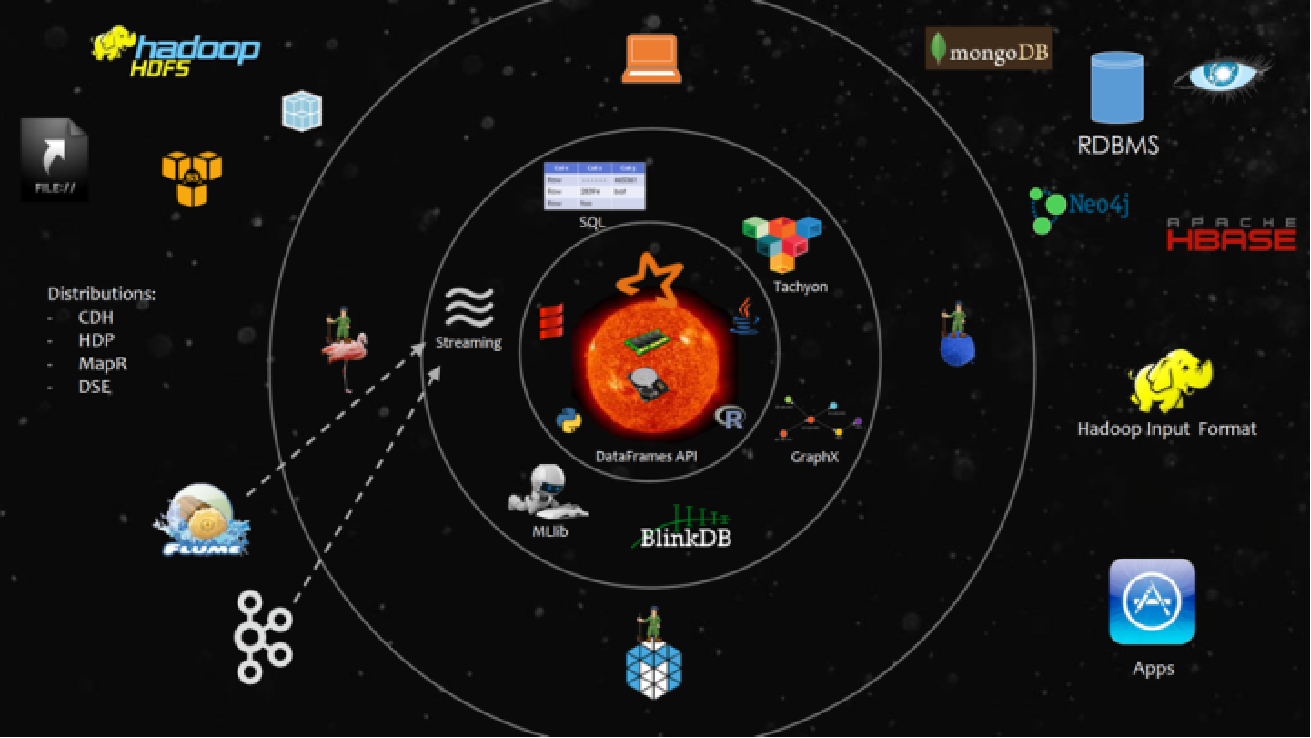 hadoop
HDFS
mongoDB
RDBMS
FILE://
SQL
Neo4j
APACHE
HBASE
Tachyon
Distributions:
- CDH
- HDP
- MapR
- DSE
Streaming
Hadoop Input Format
DataFrames API
R
GraphX
FLUME
MLlib
BlinkDB
Apps